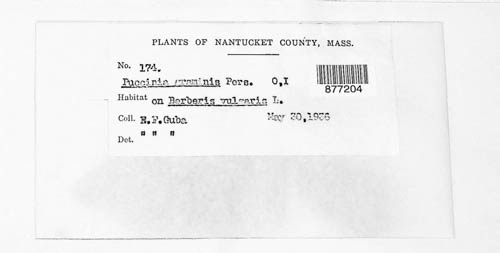 PLANTS OF NANTUCKET COUNTY, MASS.
No. 174.
Puccinia graminis Pers. O,I
877204
Habitat on Berberis vulgaris L.
Coll. E.F.Guba May 30,1936
Det. " " "